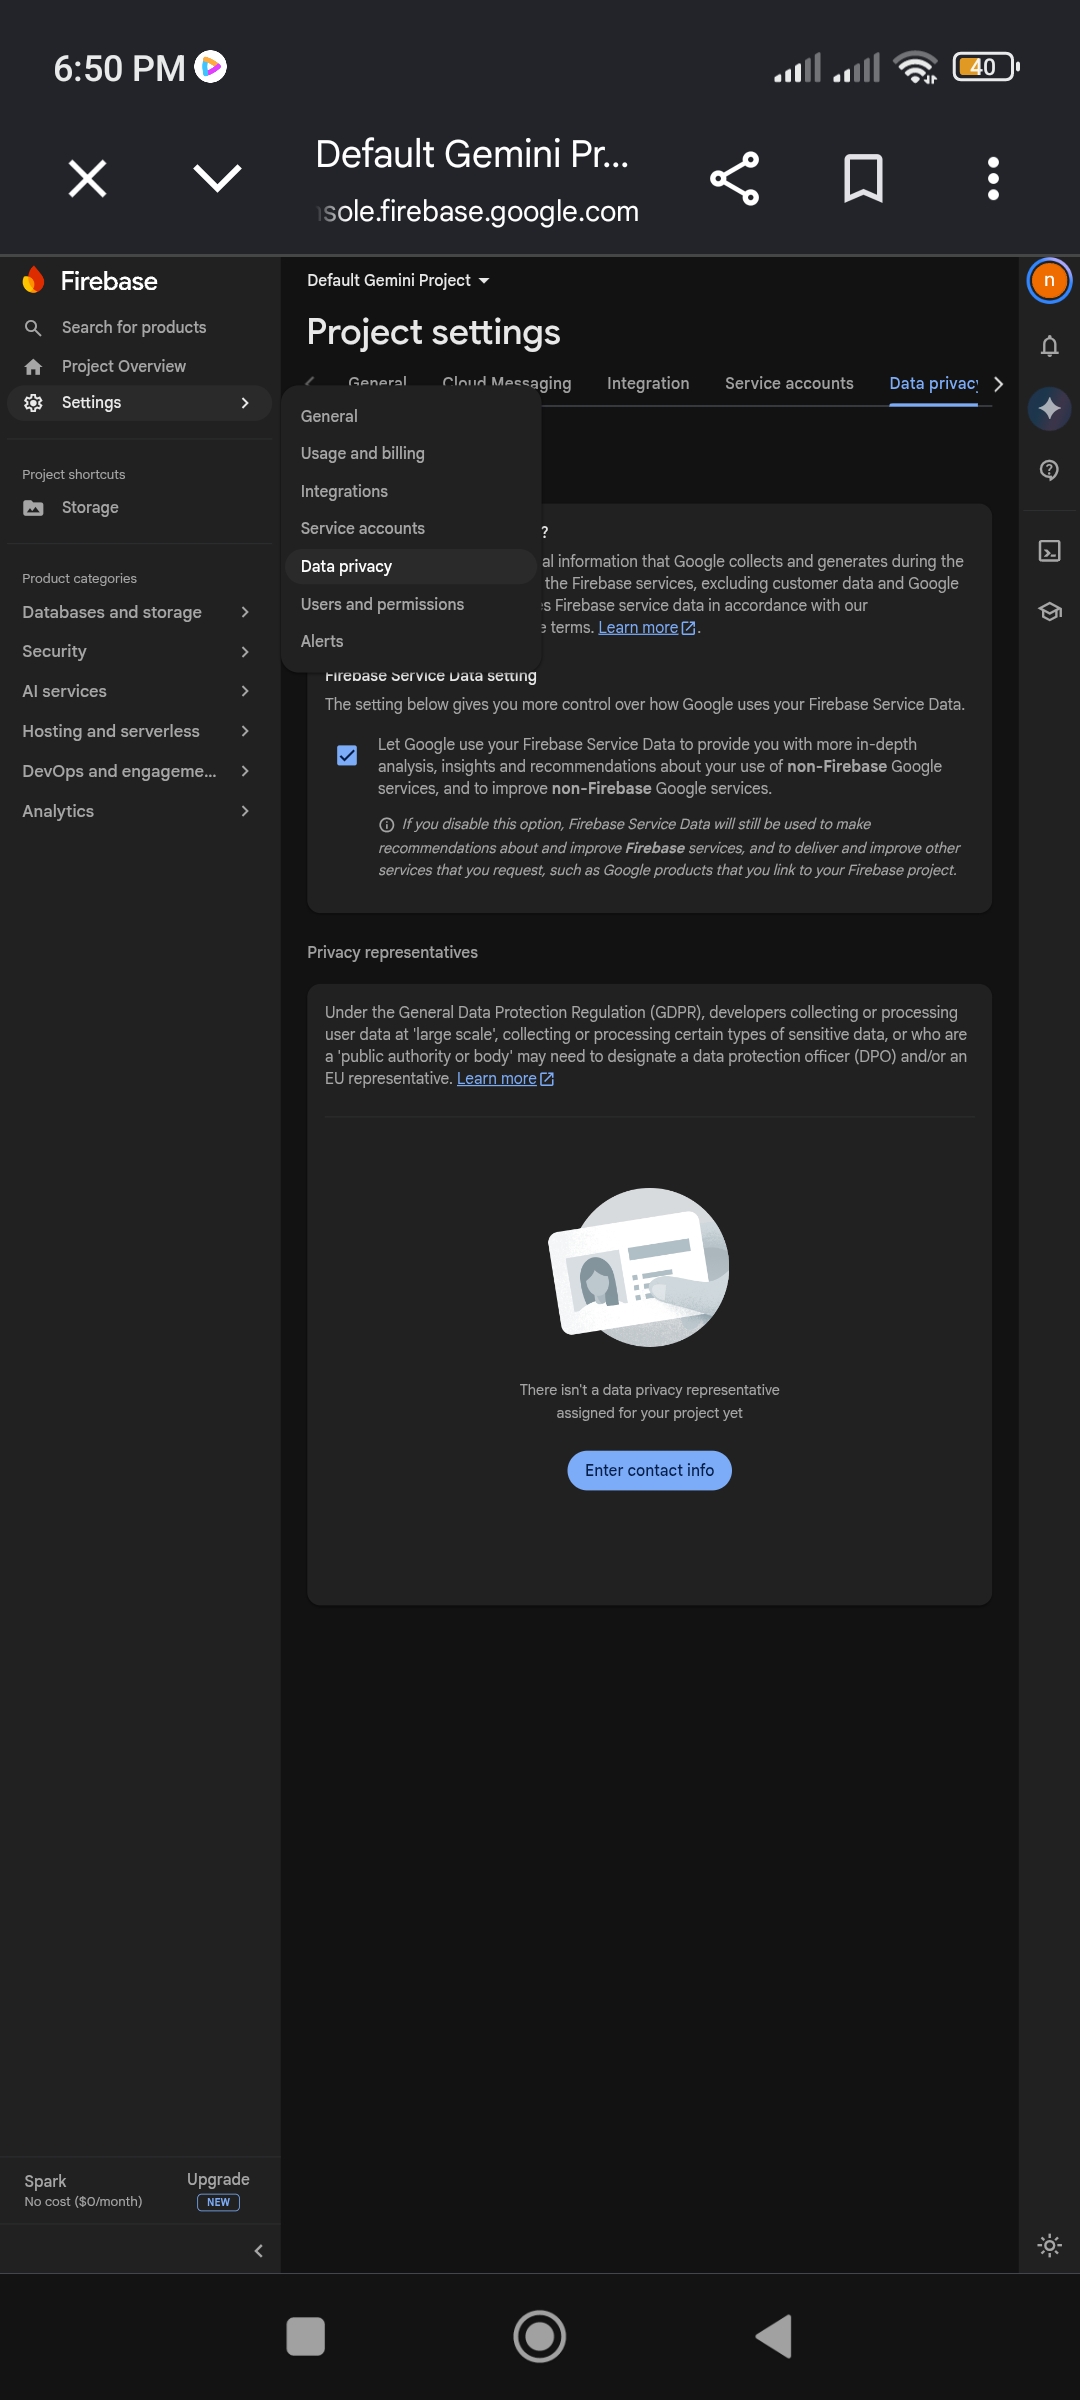 6:50 PM
40
Default Gemini Pr...
sole.firebase.google.com
Firebase
Search for products
Project Overview
Settings
Project shortcuts
Storage
Product categories
Databases and storage
Security
AI services
Hosting and serverless
DevOps and engageme...
Analytics
Spark
No cost ($0/month)
Upgrade
NEW
Default Gemini Project
n
Project settings
General
Cloud Messaging
Integration
Service accounts
Data privacy
General
Usage and billing
Integrations
Service accounts
Data privacy
Users and permissions
Alerts
?
al information that Google collects and generates during the
the Firebase services, excluding customer data and Google
s Firebase service data in accordance with our
e terms. Learn more.
Firebase Service Data setting
The setting below gives you more control over how Google uses your Firebase Service Data.
Let Google use your Firebase Service Data to provide you with more in-depth
analysis, insights and recommendations about your use of non-Firebase Google
services, and to improve non-Firebase Google services.
If you disable this option, Firebase Service Data will still be used to make
recommendations about and improve Firebase services, and to deliver and improve other
services that you request, such as Google products that you link to your Firebase project.
Privacy representatives
Under the General Data Protection Regulation (GDPR), developers collecting or processing
user data at 'large scale', collecting or processing certain types of sensitive data, or who are
a 'public authority or body' may need to designate a data protection officer (DPO) and/or an
EU representative. Learn more
There isn't a data privacy representative
assigned for your project yet
Enter contact info